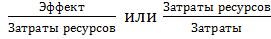 Эффект
Затраты ресурсов
или
Затраты ресурсов
Затраты